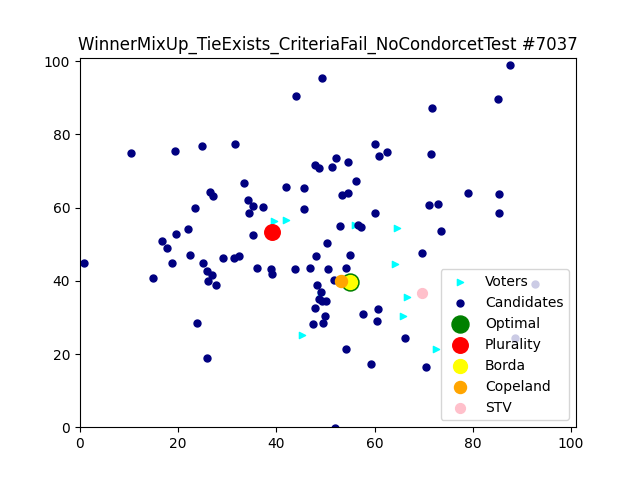 WinnerMixUp_TieExists_CriteriaFail_NoCondorcetTest #7037
100
80
60
40
20
0
0 20 40 60 80 100
Voters
Candidates
Optimal
Plurality
Borda
Copeland
STV